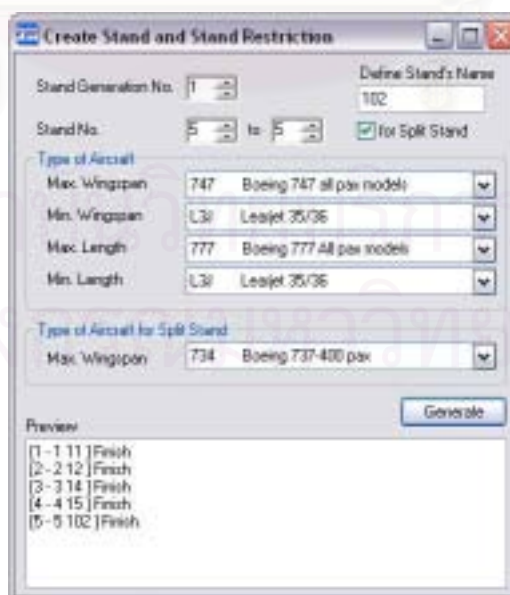 Create Stand and Stand Restriction
Stand Generation No. 1
Define Stand's Name
102
Stand No. 5 to 5
for Split Stand
Type of Aircraft
Max. Wingspan 747 Boeing 747 all pax models
Min. Wingspan L3J Learjet 35/36
Max. Length 777 Boeing 777 All pax models
Min. Length L3J Learjet 35/36
Type of Aircraft for Split Stand
Max. Wingspan 734 Boeing 737-400 pax
Generate
Preview
[1 - 1 11 ] Finish
[2 - 2 12 ] Finish
[3 - 3 14 ] Finish
[4 - 4 15 ] Finish
[5 - 5 102 ] Finish